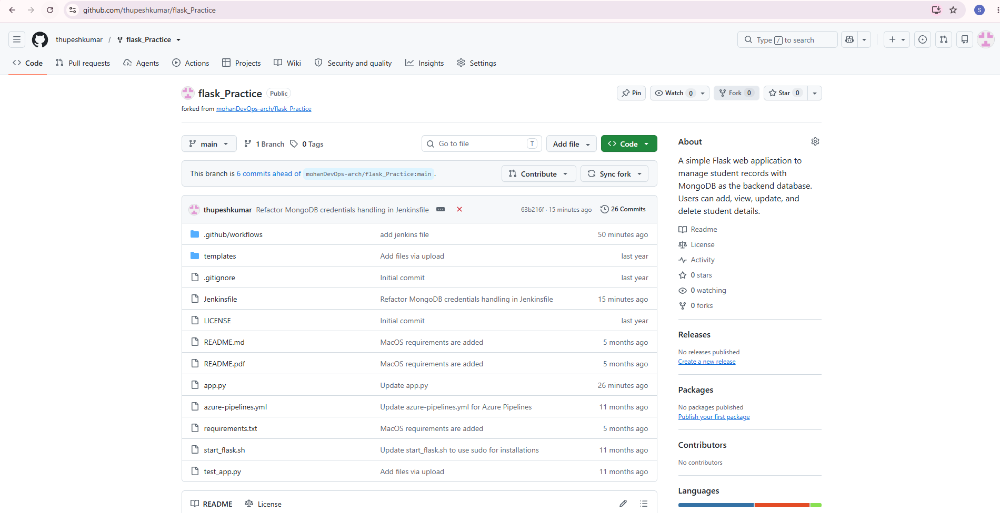 github.com/thupeshkumar/flask_Practice
S
thupeshkumar / flask_Practice
Type / to search
Code Pull requests Agents Actions Projects Wiki Security and quality Insights Settings
flask_Practice Public
Pin Watch 0 Fork 0 Star 0
forked from mohanDevOps-arch/flask_Practice
main 1 Branch 0 Tags Go to file T Add file Code
This branch is 6 commits ahead of mohanDevOps-arch/flask_Practice:main . Contribute Sync fork
thupeshkumar Refactor MongoDB credentials handling in Jenkinsfile 63b216f · 15 minutes ago 26 Commits
.github/workflows add jenkins file 50 minutes ago
templates Add files via upload last year
.gitignore Initial commit last year
Jenkinsfile Refactor MongoDB credentials handling in Jenkinsfile 15 minutes ago
LICENSE Initial commit last year
README.md MacOS requirements are added 5 months ago
README.pdf MacOS requirements are added 5 months ago
app.py Update app.py 26 minutes ago
azure-pipelines.yml Update azure-pipelines.yml for Azure Pipelines 11 months ago
requirements.txt MacOS requirements are added 5 months ago
start_flask.sh Update start_flask.sh to use sudo for installations 11 months ago
test_app.py Add files via upload 11 months ago
README License
About
A simple Flask web application to
manage student records with
MongoDB as the backend database.
Users can add, view, update, and
delete student details.
Readme
License
Activity
0 stars
0 watching
0 forks
Releases
No releases published
Create a new release
Packages
No packages published
Publish your first package
Contributors
No contributors
Languages